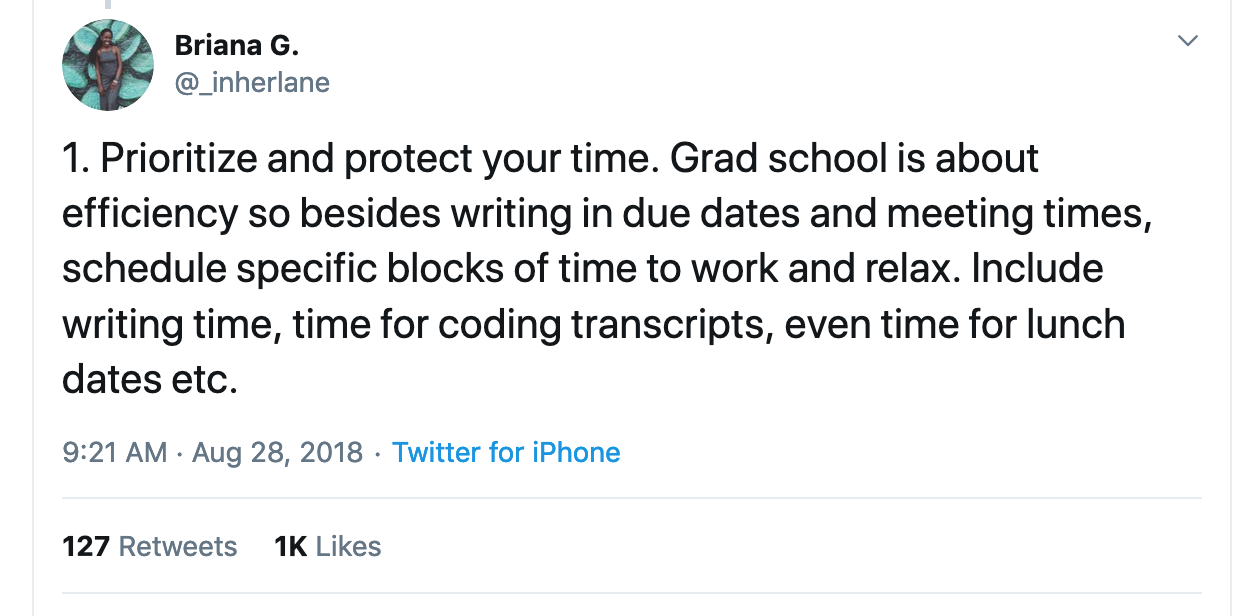 Briana G.
@_inherlane
1. Prioritize and protect your time. Grad school is about
efficiency so besides writing in due dates and meeting times,
schedule specific blocks of time to work and relax. Include
writing time, time for coding transcripts, even time for lunch
dates etc.
9:21 AM · Aug 28, 2018 · Twitter for iPhone
127 Retweets 1K Likes